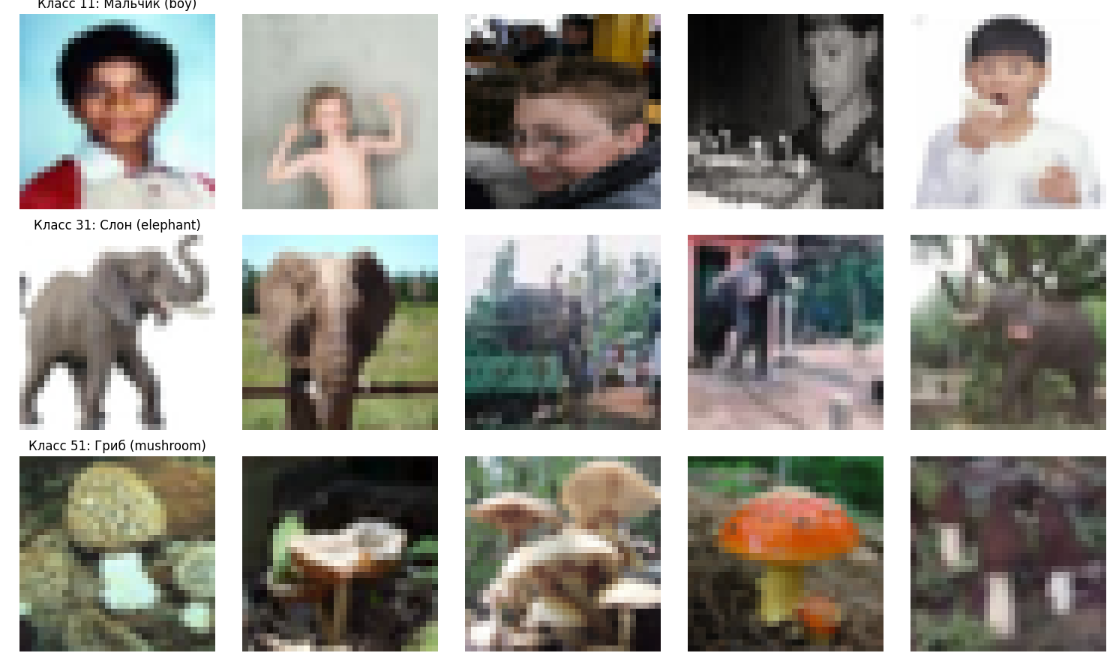 Класс 11: Мальчик (boy)
Класс 31: Слон (elephant)
Класс 51: Гриб (mushroom)